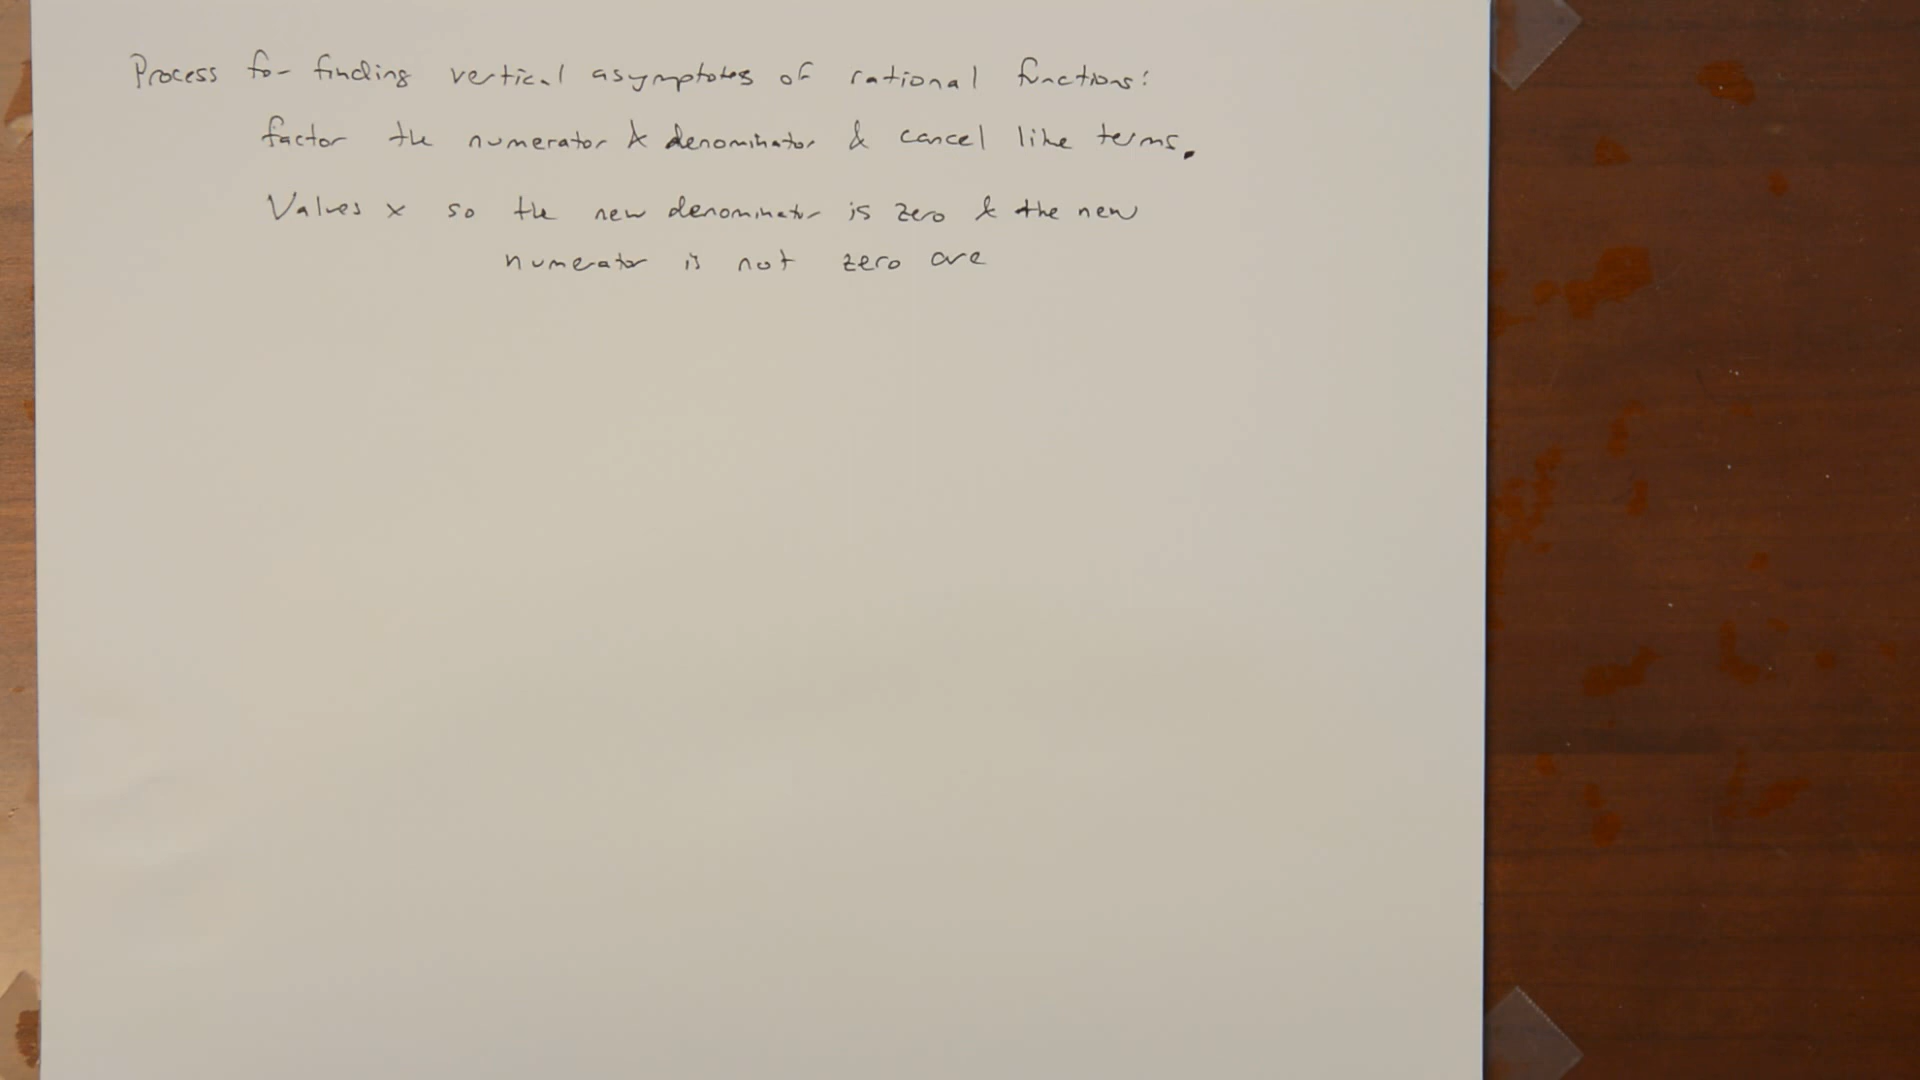 Process for finding vertical asymptotes of rational functions:
factor the numerator & denominator & cancel like terms.
Values x so the new denominator is zero & the new
numerator is not zero are